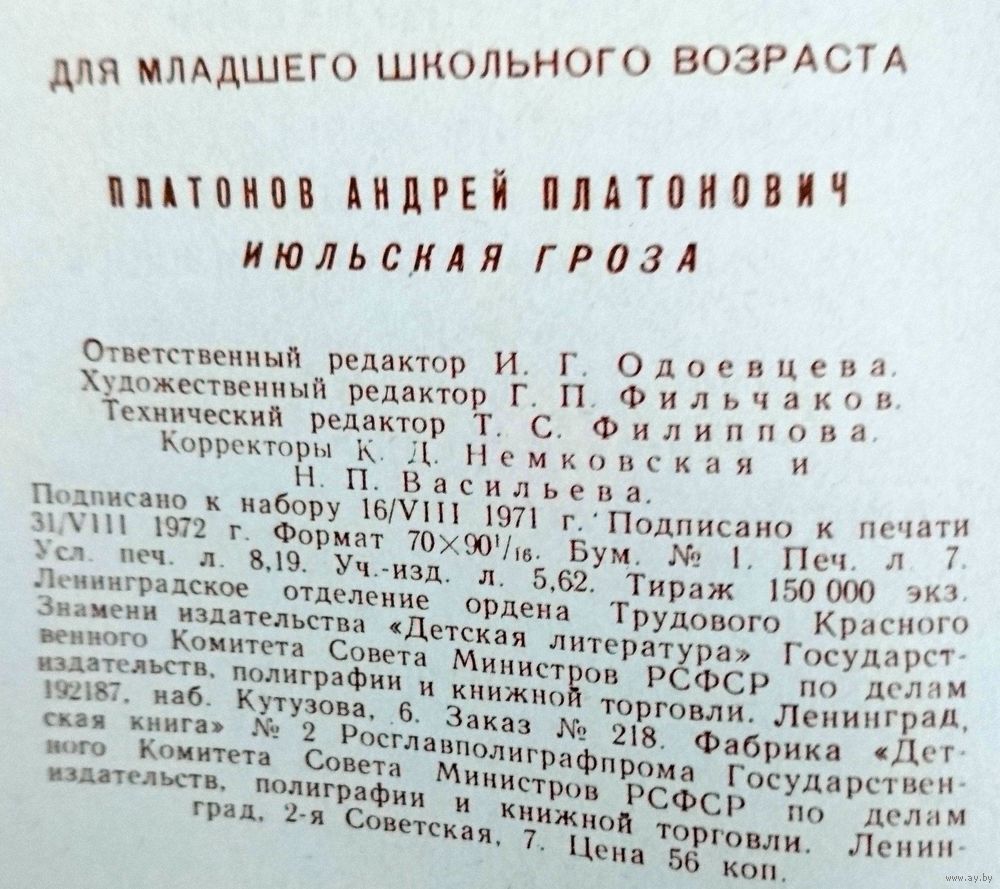 ДЛЯ МЛАДШЕГО ШКОЛЬНОГО ВОЗРАСТА
ПЛАТОНОВ АНДРЕЙ ПЛАТОНОВИЧ
ИЮЛЬСКАЯ ГРОЗА
Ответственный редактор И. Г. Одоевцева.
Художественный редактор Г. П. Фильчаков.
Технический редактор Т. С. Филиппова.
Корректоры К. Д. Немковская и
Н. П. Васильева.
Подписано к набору 16/VIII 1971 г. Подписано к печати
31/VIII 1972 г. Формат 70×90¹/₁₆. Бум. № 1. Печ. л 7.
Усл. печ. л. 8,19. Уч.-изд. л. 5,62. Тираж 150 000 экз.
Ленинградское отделение ордена Трудового Красного
Знамени издательства «Детская литература» Государст-
венного Комитета Совета Министров РСФСР по делам
издательств, полиграфии и книжной торговли. Ленинград,
192187, наб. Кутузова, 6. Заказ № 218. Фабрика «Дет-
ская книга» № 2 Росглавполиграфпрома Государствен-
ного Комитета Совета Министров РСФСР по делам
издательств, полиграфии и книжной торговли. Ленин-
град, 2-я Советская, 7. Цена 56 коп.
www.ay.by